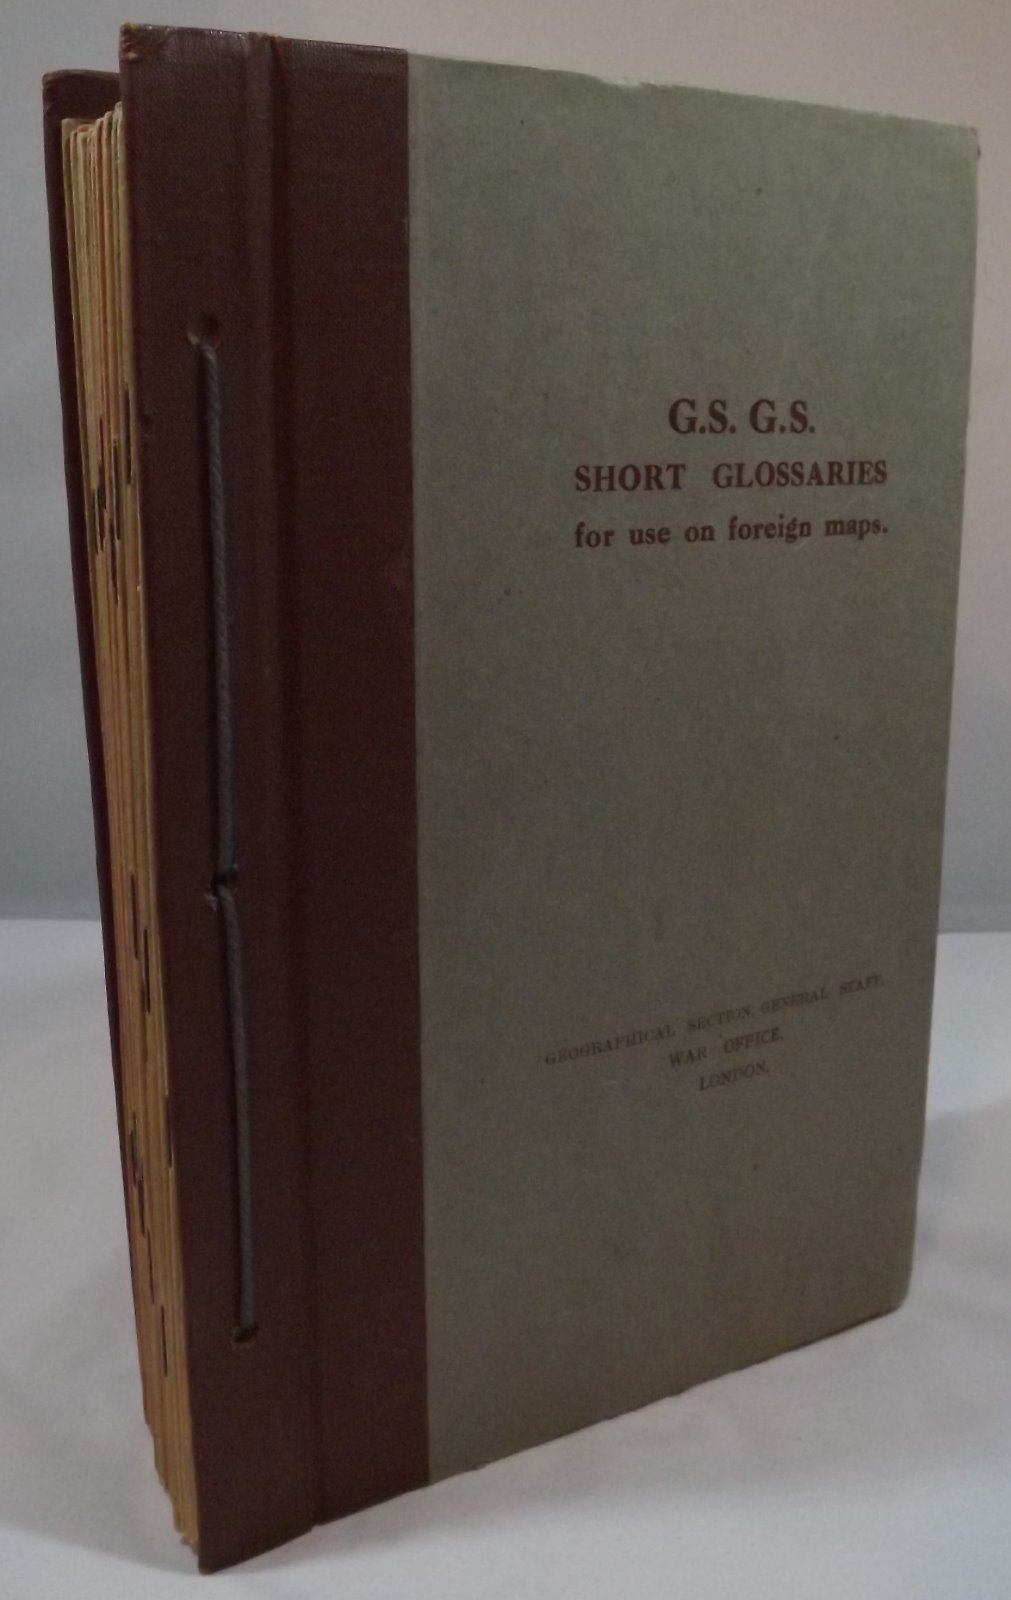 G.S. G.S.
SHORT GLOSSARIES
for use on foreign maps.
GEOGRAPHICAL SECTION, GENERAL STAFF,
WAR OFFICE,
LONDON.